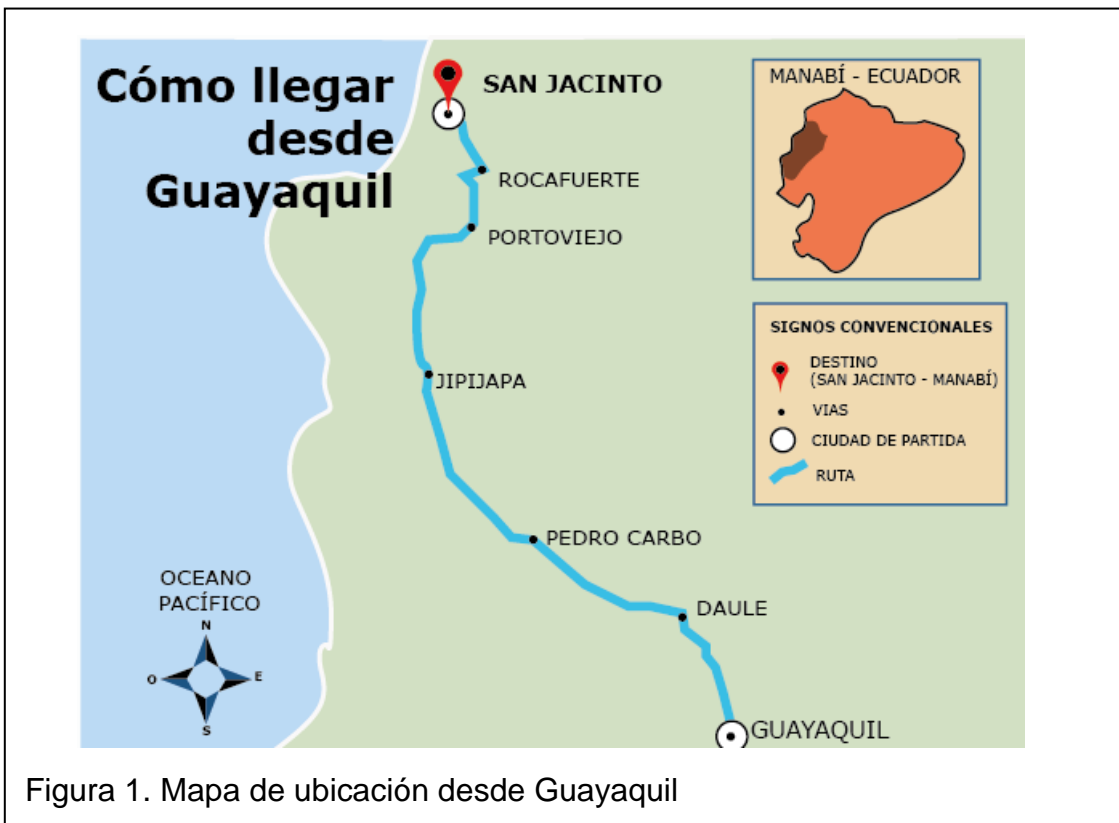 Cómo llegar
desde
Guayaquil
SAN JACINTO
ROCAFUERTE
PORTOVIEJO
JIPIJAPA
PEDRO CARBO
DAULE
GUAYAQUIL
MANABÍ - ECUADOR
SIGNOS CONVENCIONALES
DESTINO
(SAN JACINTO - MANABÍ)
VIAS
CIUDAD DE PARTIDA
RUTA
OCEANO
PACÍFICO
N
O
E
S
Figura 1. Mapa de ubicación desde Guayaquil